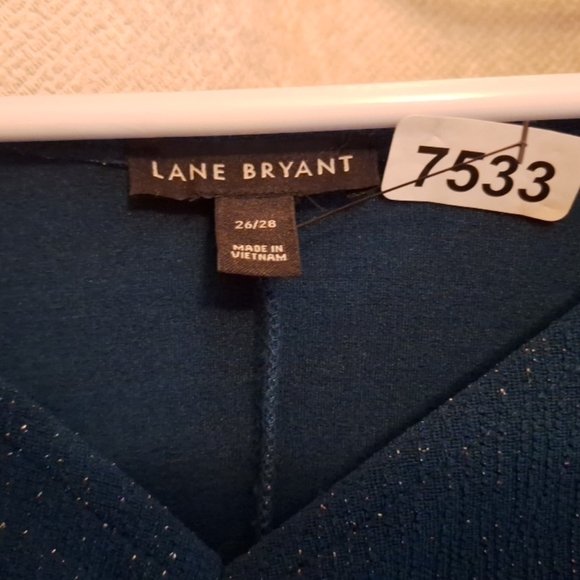 LANE BRYANT
7533
26/28
MADE IN
VIETNAM